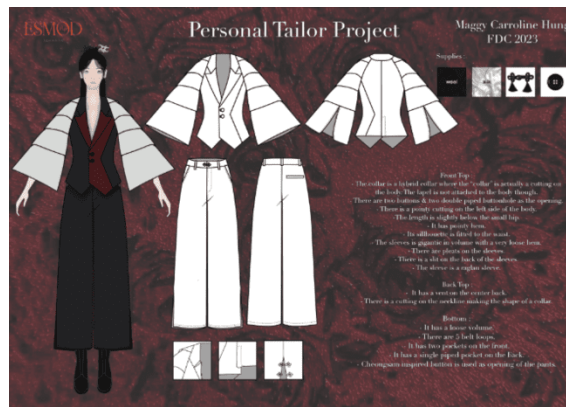 ESMOD
Personal Tailor Project
Maggy Carroline Hung
FDC 2023
Supplies :
Front Top
- The collar is a hybrid collar where the "collar" is actually a cutting on
the body. The lapel is not attached to the body though.
- There are two buttons & two double piped buttonhole as the opening.
- There is a pointy cutting on the left side of the body.
- The length is slightly below the small hip.
- It has pointy hem.
- Its silhouette is fitted to the waist.
- The sleeves is gigantic in volume with a very loose hem.
- There are pleats on the sleeves.
- There is a slit on the back of the sleeves.
- The sleeve is a raglan sleeve.
Back Top :
- It has a vent on the center back.
- There is a cutting on the neckline making the shape of a collar.
Bottom :
- It has a loose volume.
- There are 5 belt loops.
- It has two pockets on the front.
- It has a single piped pocket on the back.
- Cheongsam inspired button is used as opening of the pants.